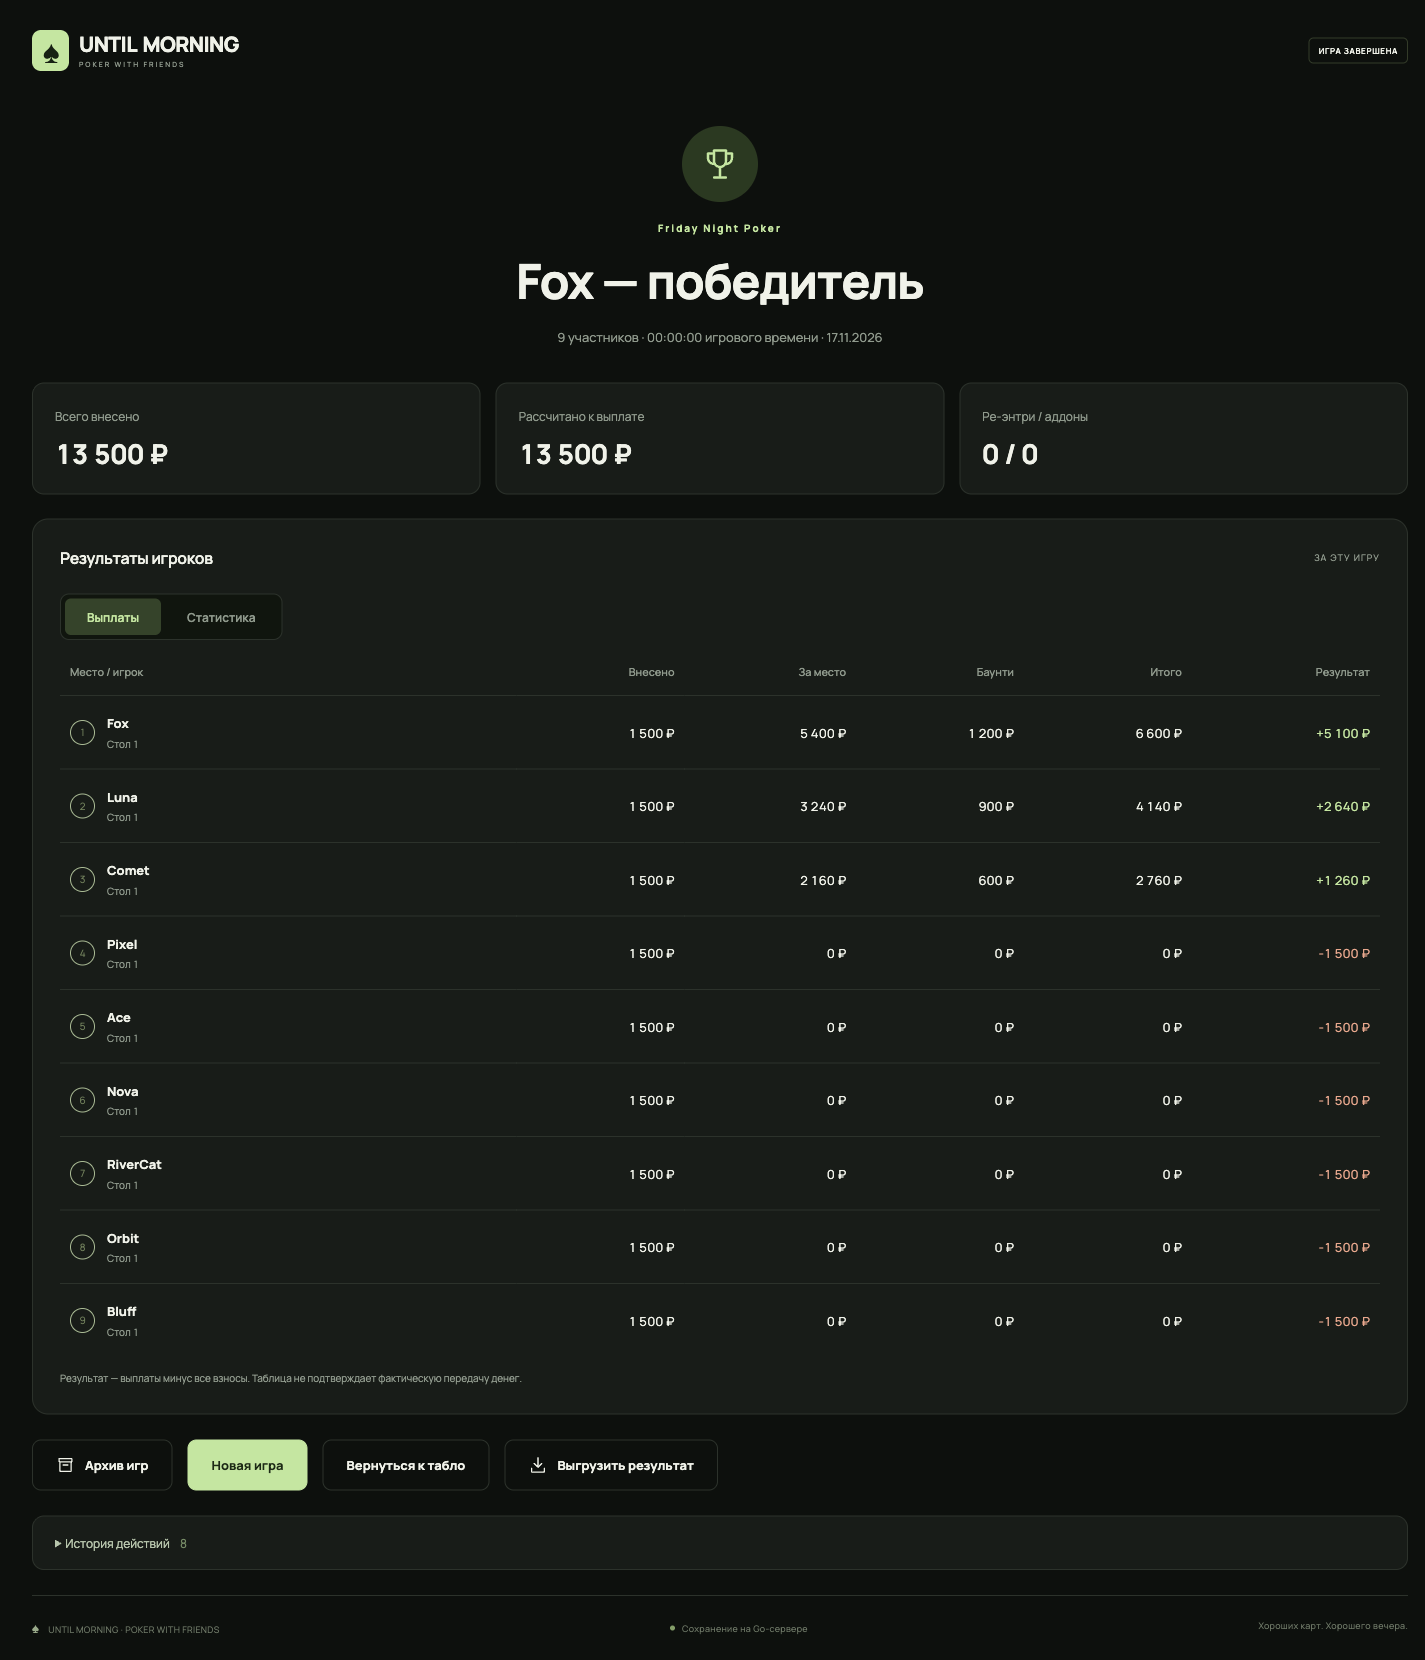 UNTIL MORNING
POKER WITH FRIENDS
ИГРА ЗАВЕРШЕНА
Friday Night Poker
Fox — победитель
9 участников · 00:00:00 игрового времени · 17.11.2026
Всего внесено
13 500 ₽
Рассчитано к выплате
13 500 ₽
Ре-энтри / аддоны
0 / 0
Результаты игроков
ЗА ЭТУ ИГРУ
Выплаты Статистика
Место / игрок Внесено За место Баунти Итого Результат
1 Fox 1 500 ₽ 5 400 ₽ 1 200 ₽ 6 600 ₽ +5 100 ₽
Стол 1
2 Luna 1 500 ₽ 3 240 ₽ 900 ₽ 4 140 ₽ +2 640 ₽
Стол 1
3 Comet 1 500 ₽ 2 160 ₽ 600 ₽ 2 760 ₽ +1 260 ₽
Стол 1
4 Pixel 1 500 ₽ 0 ₽ 0 ₽ 0 ₽ -1 500 ₽
Стол 1
5 Ace 1 500 ₽ 0 ₽ 0 ₽ 0 ₽ -1 500 ₽
Стол 1
6 Nova 1 500 ₽ 0 ₽ 0 ₽ 0 ₽ -1 500 ₽
Стол 1
7 RiverCat 1 500 ₽ 0 ₽ 0 ₽ 0 ₽ -1 500 ₽
Стол 1
8 Orbit 1 500 ₽ 0 ₽ 0 ₽ 0 ₽ -1 500 ₽
Стол 1
9 Bluff 1 500 ₽ 0 ₽ 0 ₽ 0 ₽ -1 500 ₽
Стол 1
Результат — выплаты минус все взносы. Таблица не подтверждает фактическую передачу денег.
Архив игр
Новая игра
Вернуться к табло
Выгрузить результат
История действий 8
UNTIL MORNING · POKER WITH FRIENDS
Сохранение на Go-сервере
Хороших карт. Хорошего вечера.